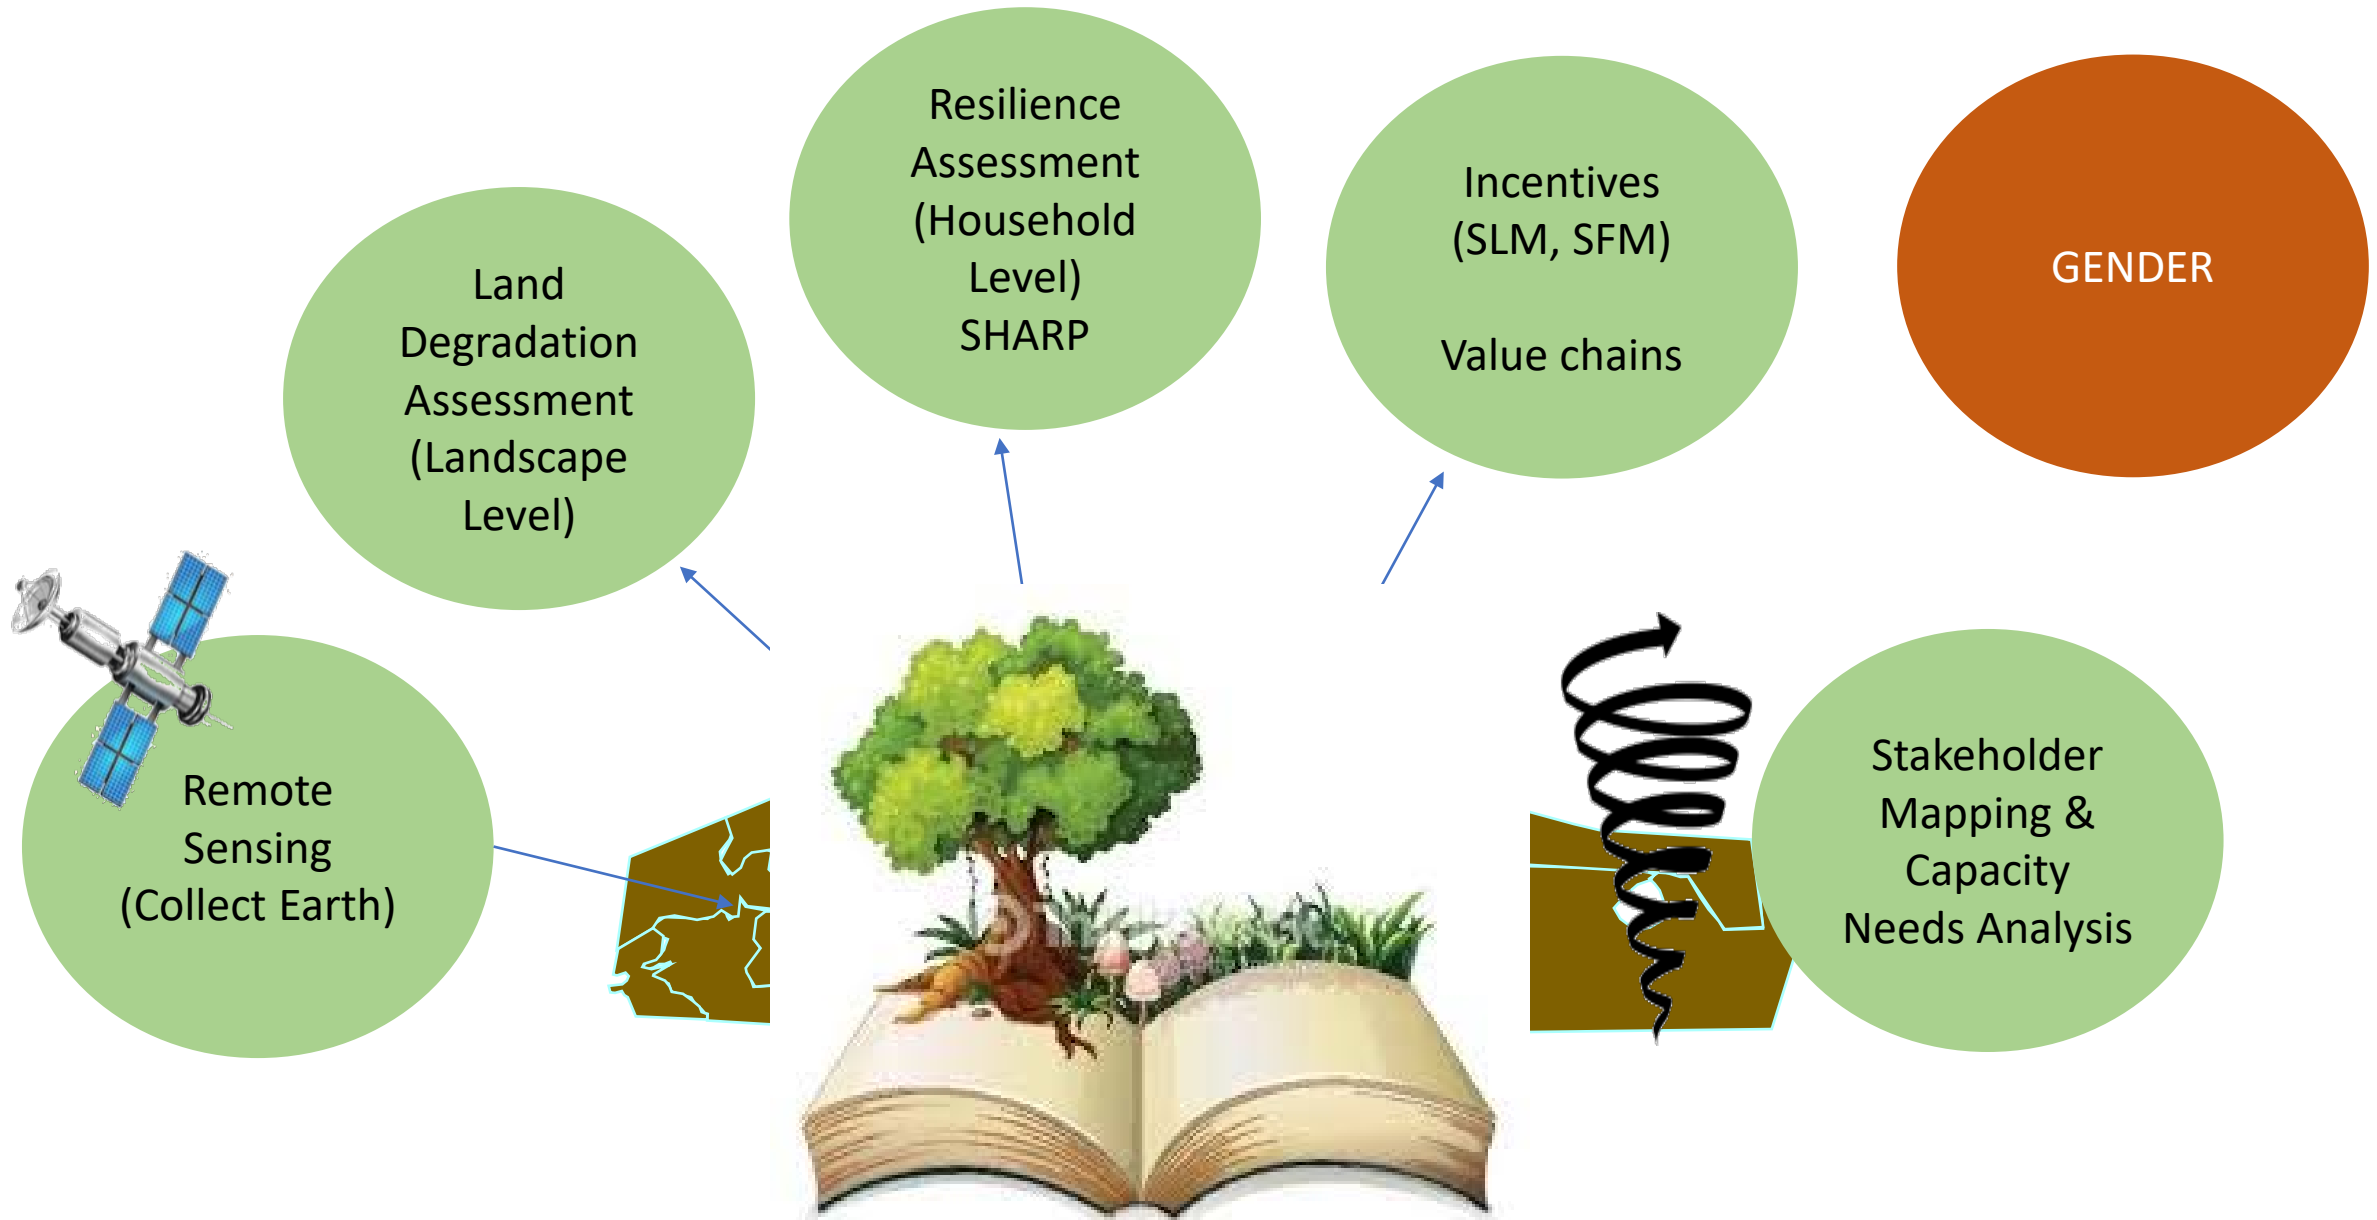 Resilience
Assessment
(Household
Level)
SHARP
Incentives
(SLM, SFM)
Value chains
GENDER
Land
Degradation
Assessment
(Landscape
Level)
Remote
Sensing
(Collect Earth)
Stakeholder
Mapping &
Capacity
Needs Analysis